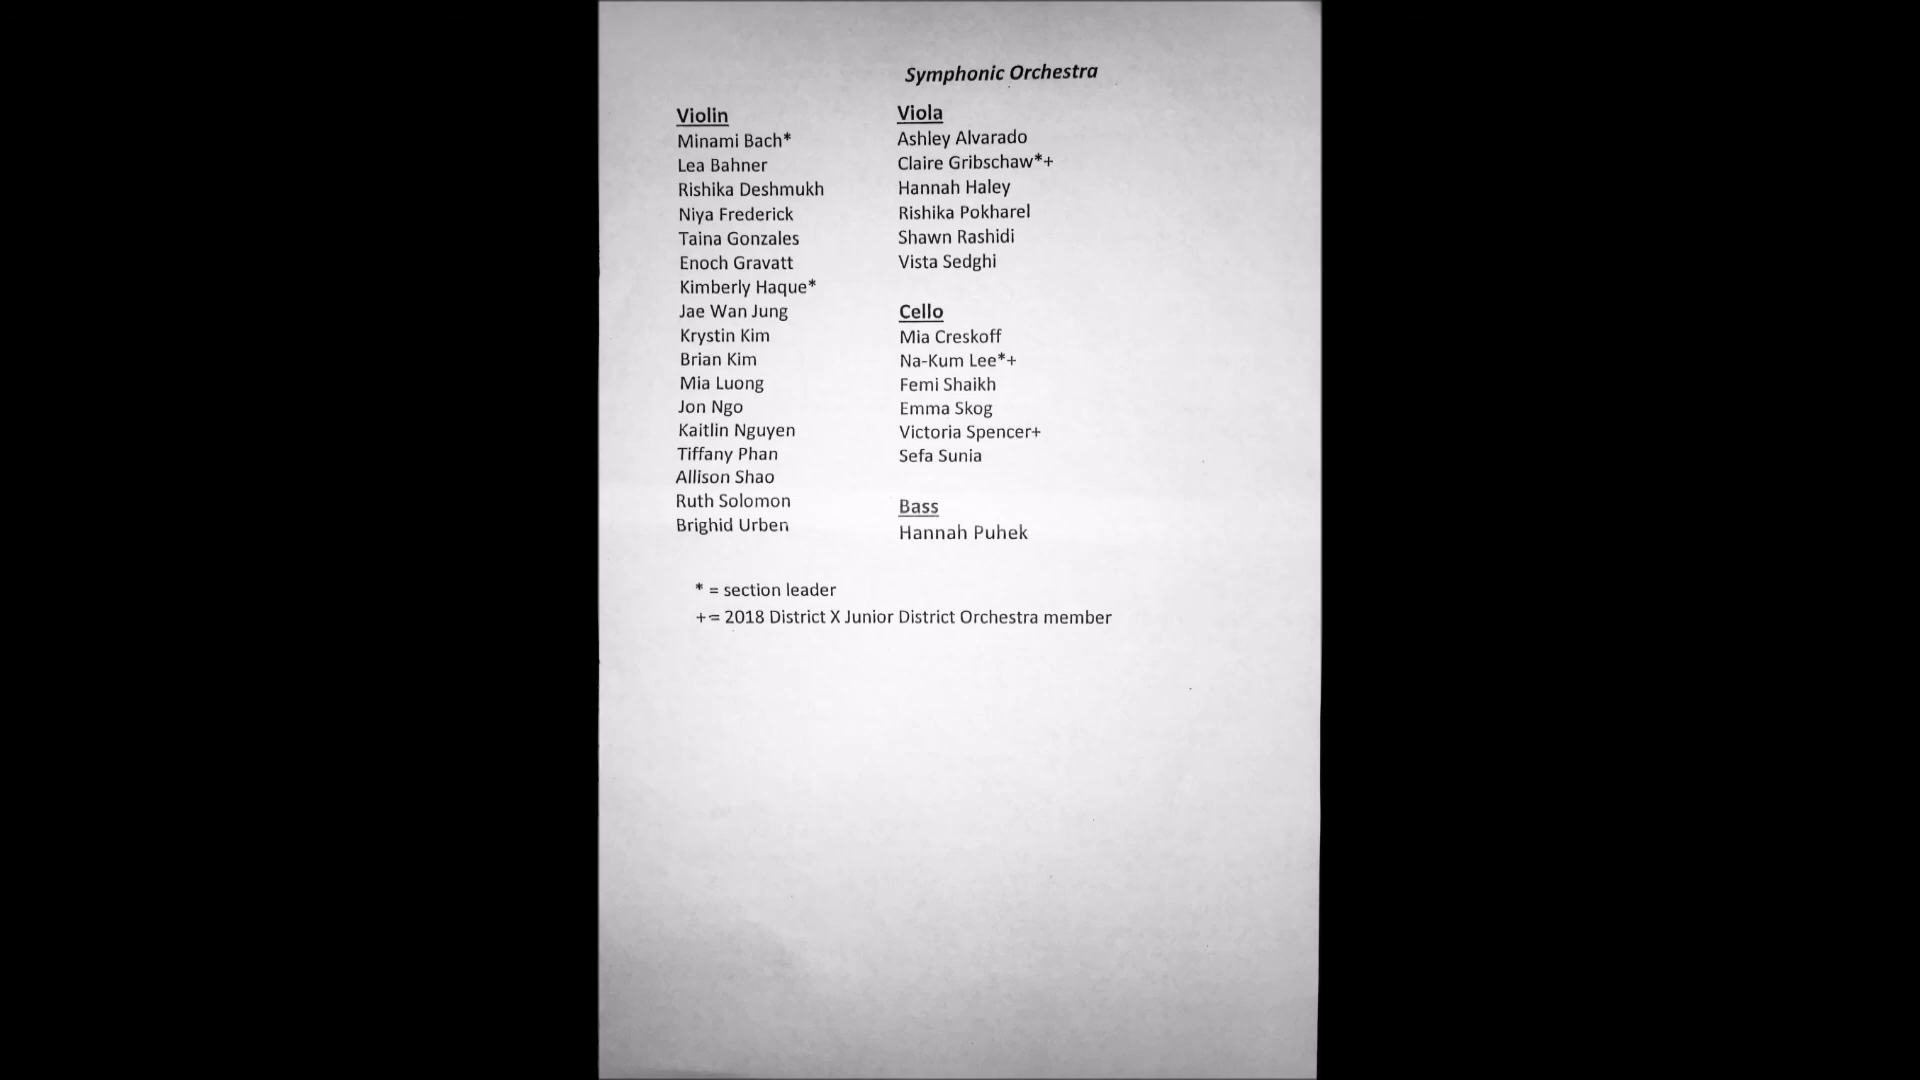 Symphonic Orchestra
Violin
Minami Bach*
Lea Bahner
Rishika Deshmukh
Niya Frederick
Taina Gonzales
Enoch Gravatt
Kimberly Haque*
Jae Wan Jung
Krystin Kim
Brian Kim
Mia Luong
Jon Ngo
Kaitlin Nguyen
Tiffany Phan
Allison Shao
Ruth Solomon
Brighid Urben
Viola
Ashley Alvarado
Claire Gribschaw*+
Hannah Haley
Rishika Pokharel
Shawn Rashidi
Vista Sedghi
Cello
Mia Creskoff
Na-Kum Lee*+
Femi Shaikh
Emma Skog
Victoria Spencer+
Sefa Sunia
Bass
Hannah Puhek
* = section leader
+= 2018 District X Junior District Orchestra member